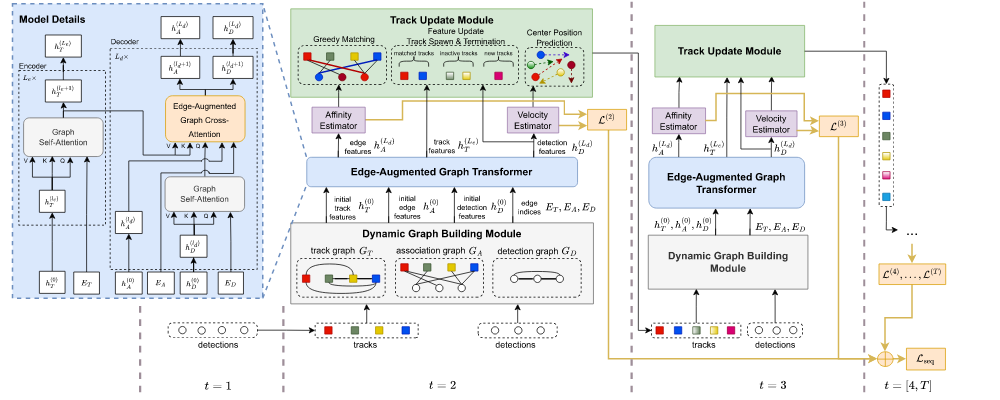 Model Details
Encoder
L_e×
h_T^{(L_e)}
h_T^{(l_e+1)}
Graph
Self-Attention
V K Q
h_T^{(l_e)}
h_T^{(0)}
E_T
Decoder
L_d×
h_A^{(L_d)}
h_D^{(L_d)}
h_A^{(l_d+1)}
h_D^{(l_d+1)}
Edge-Augmented
Graph Cross-
Attention
V K Q
Graph
Self-Attention
V K Q
h_A^{(l_d)}
h_D^{(l_d)}
h_A^{(0)}
E_A
h_D^{(0)}
E_D
detections
t = 1
Track Update Module
Greedy Matching
Feature Update
Track Spawn & Termination
matched tracks
inactive tracks
new tracks
Center Position
Prediction
Affinity
Estimator
Velocity
Estimator
ℒ^{(2)}
edge
features h_A^{(L_d)}
track
features h_T^{(L_e)}
detection
features h_D^{(L_d)}
Edge-Augmented Graph Transformer
initial
track
features h_T^{(0)}
initial
edge
features h_A^{(0)}
initial
detection
features h_D^{(0)}
edge
indices E_T, E_A, E_D
Dynamic Graph Building Module
track graph G_T
association graph G_A
detection graph G_D
tracks
detections
t = 2
Track Update Module
Affinity
Estimator
Velocity
Estimator
ℒ^{(3)}
h_A^{(L_d)}
h_T^{(L_e)}
h_D^{(L_d)}
Edge-Augmented Graph
Transformer
h_T^{(0)}, h_A^{(0)}, h_D^{(0)}
E_T, E_A, E_D
Dynamic Graph Building
Module
tracks
detections
t = 3
...
ℒ^{(4)}, . . . , ℒ^{(T)}
ℒ_seq
t = [4, T]